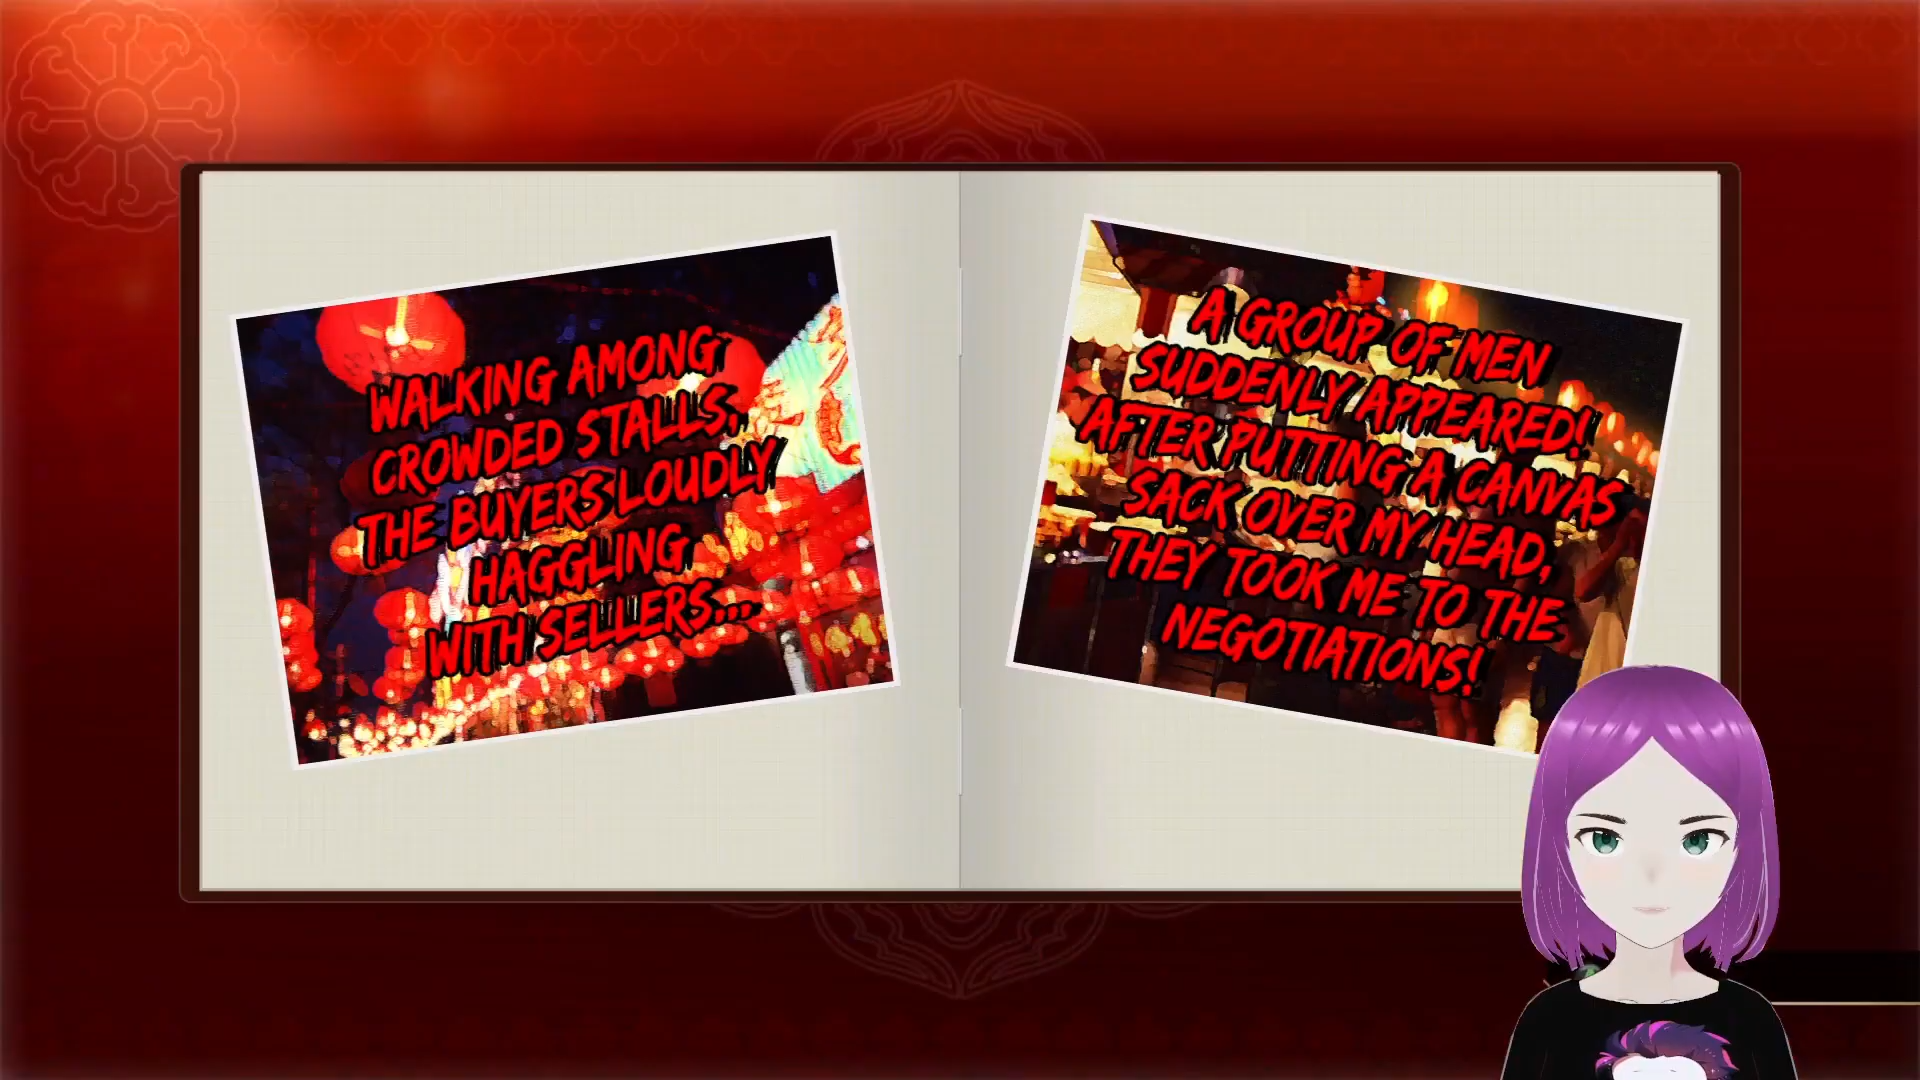 WALKING AMONG
CROWDED STALLS,
THE BUYERS LOUDLY
HAGGLING
WITH SELLERS...
A GROUP OF MEN
SUDDENLY APPEARED!
AFTER PUTTING A CANVAS
SACK OVER MY HEAD,
THEY TOOK ME TO THE
NEGOTIATIONS!